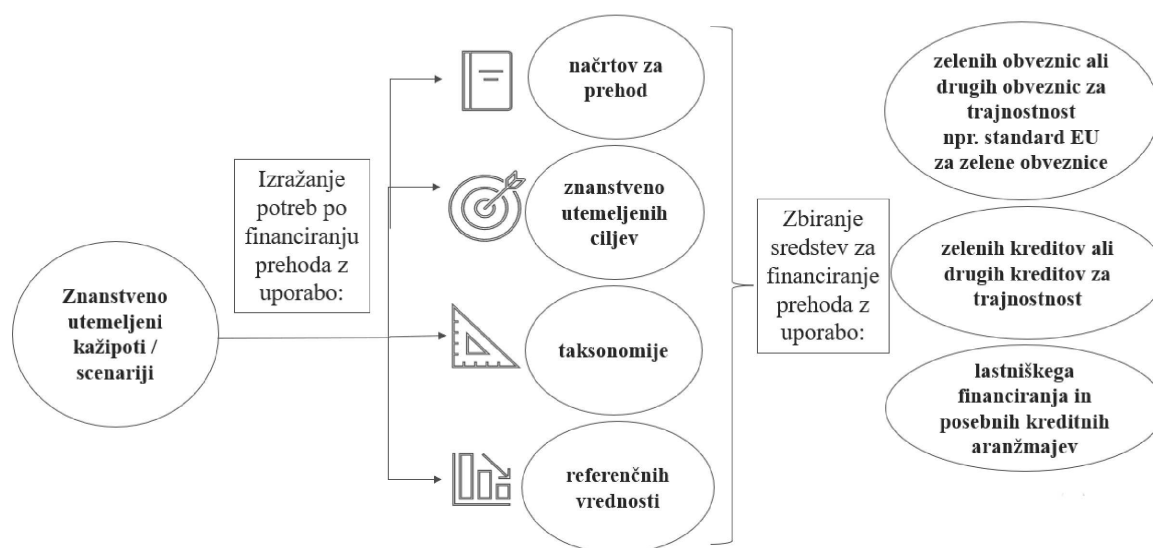 Znanstveno
utemeljeni
kažipoti /
scenariji
Izražanje
potreb po
financiranju
prehoda z
uporabo:
načrtov za
prehod
znanstveno
utemeljenih
ciljev
taksonomije
referenčnih
vrednosti
Zbiranje
sredstev za
financiranje
prehoda z
uporabo:
zelenih obveznic ali
drugih obveznic za
trajnostnost
npr. standard EU
za zelene obveznice
zelenih kreditov ali
drugih kreditov za
trajnostnost
lastniškega
financiranja in
posebnih kreditnih
aranžmajev